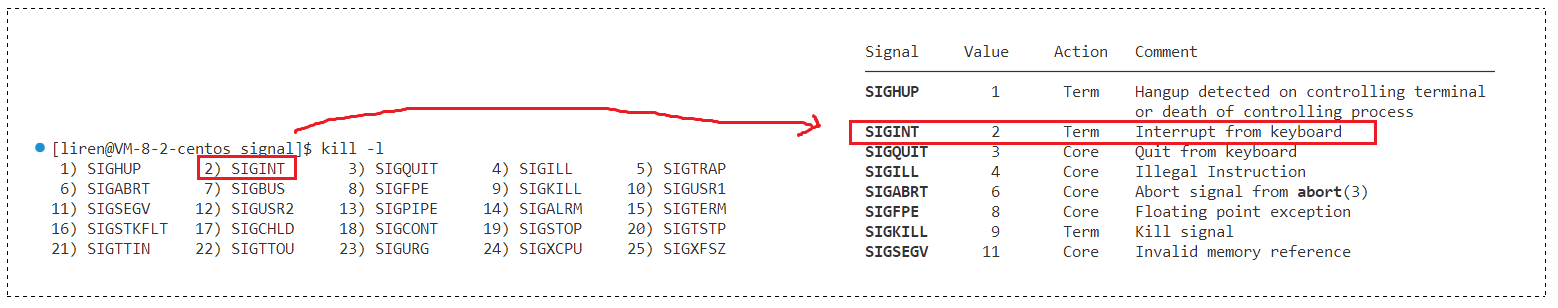 [liren@VM-8-2-centos signal]$ kill -l
1) SIGHUP 2) SIGINT 3) SIGQUIT 4) SIGILL 5) SIGTRAP
6) SIGABRT 7) SIGBUS 8) SIGFPE 9) SIGKILL 10) SIGUSR1
11) SIGSEGV 12) SIGUSR2 13) SIGPIPE 14) SIGALRM 15) SIGTERM
16) SIGSTKFLT 17) SIGCHLD 18) SIGCONT 19) SIGSTOP 20) SIGTSTP
21) SIGTTIN 22) SIGTTOU 23) SIGURG 24) SIGXCPU 25) SIGXFSZ
Signal Value Action Comment
SIGHUP 1 Term Hangup detected on controlling terminal
or death of controlling process
SIGINT 2 Term Interrupt from keyboard
SIGQUIT 3 Core Quit from keyboard
SIGILL 4 Core Illegal Instruction
SIGABRT 6 Core Abort signal from abort(3)
SIGFPE 8 Core Floating point exception
SIGKILL 9 Term Kill signal
SIGSEGV 11 Core Invalid memory reference